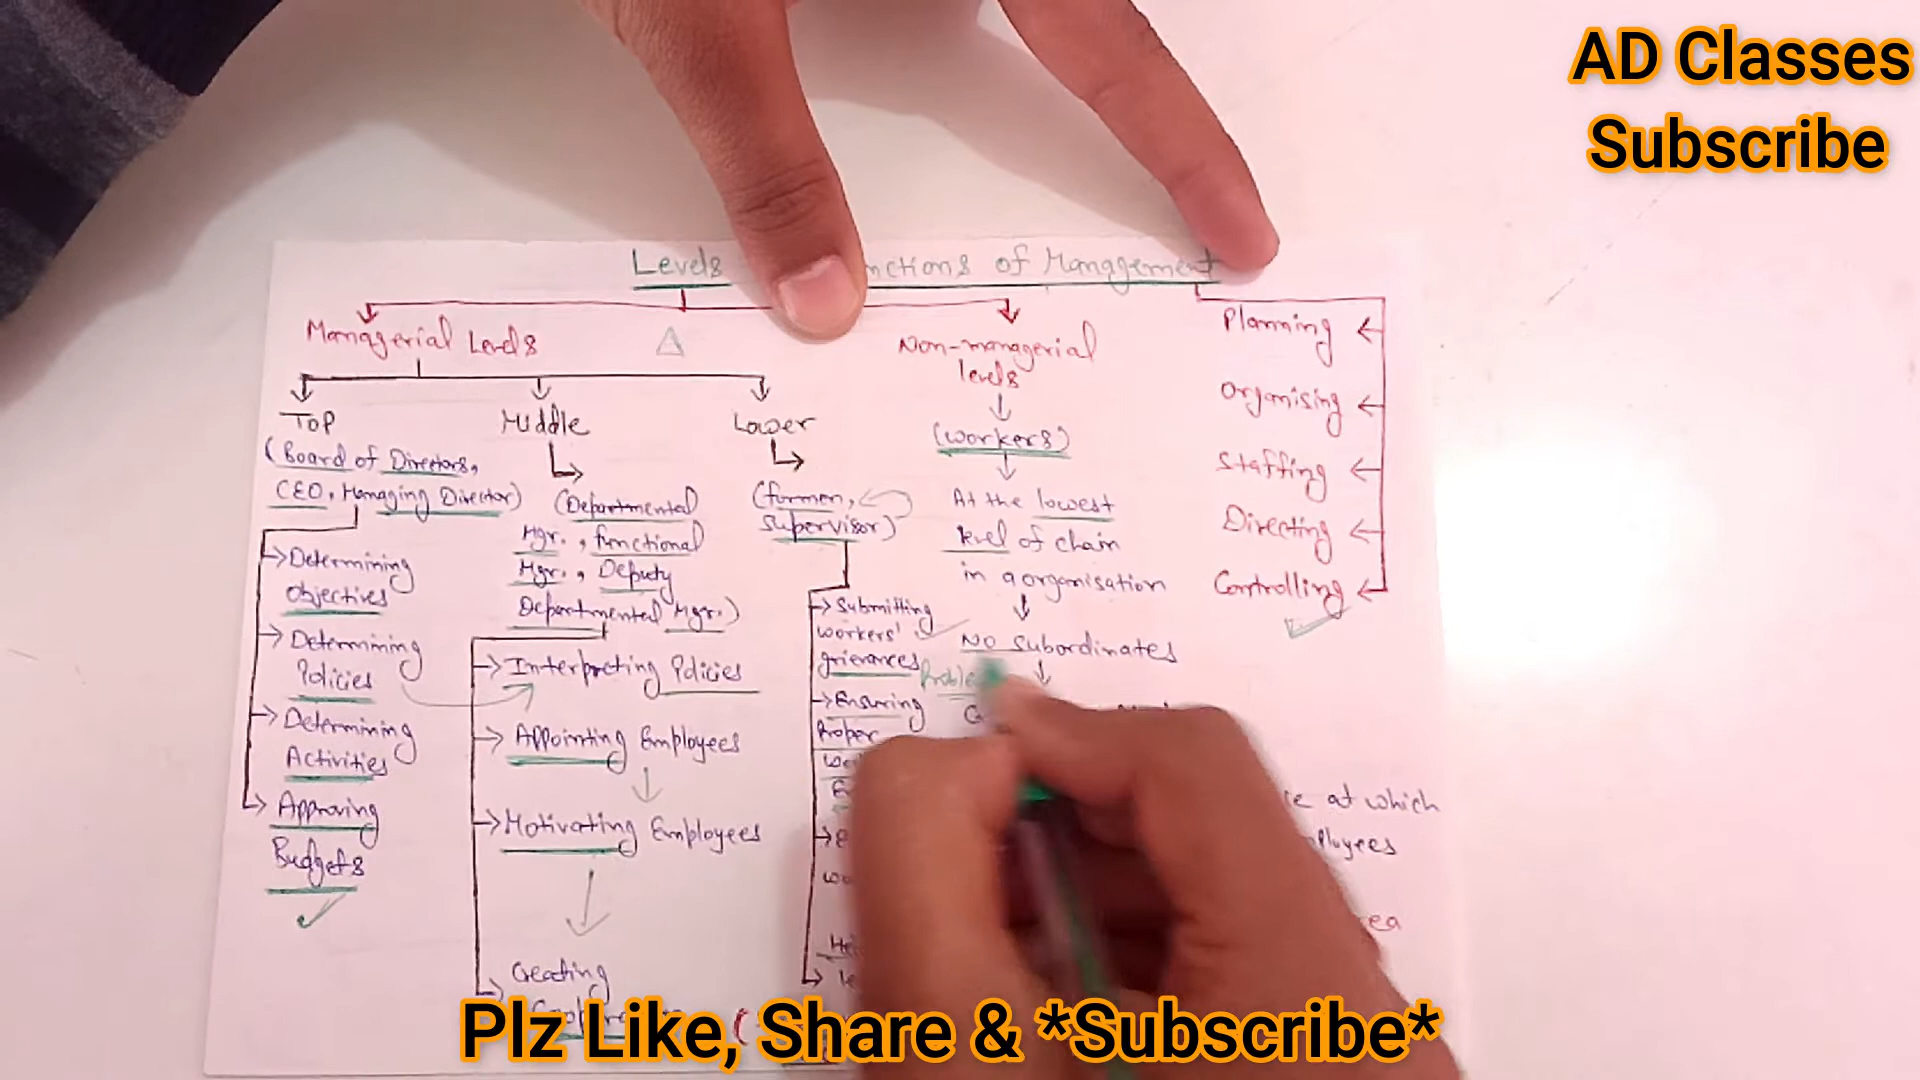 AD Classes
Subscribe
Levels nctions of Management
Managerial Levels
Top
(Board of Directors,
CEO, Managing Director)
Determining
Objectives
Determining
Policies
Determining
Activities
Approving
Budgets
Middle
(Departmental
Mgr., functional
Mgr., Deputy
Departmental Mgr.)
Interpreting Policies
Appointing Employees
Motivating Employees
Creating
Lower
(formen,
supervisor)
Submitting
workers'
grievances
Ensuring
Proper
Non-managerial
levels
(workers)
At the lowest
level of chain
in a organisation
No subordinates
at which
ployees
Planning
Organising
Staffing
Directing
Controlling
Plz Like, Share & *Subscribe*